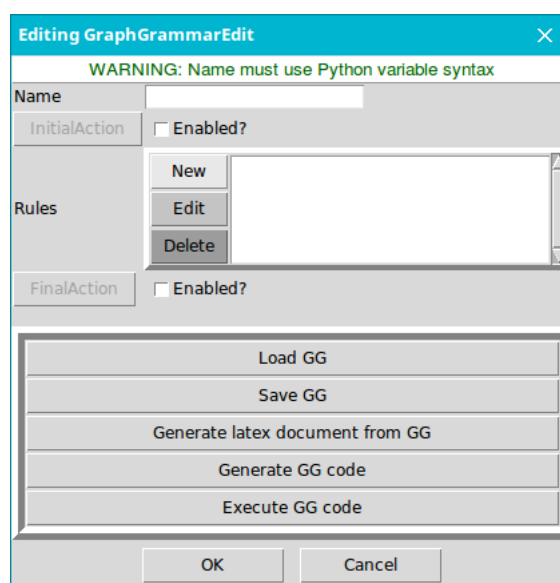 Editing GraphGrammarEdit
WARNING: Name must use Python variable syntax
Name
InitialAction Enabled?
New
Rules Edit
Delete
FinalAction Enabled?
Load GG
Save GG
Generate latex document from GG
Generate GG code
Execute GG code
OK Cancel